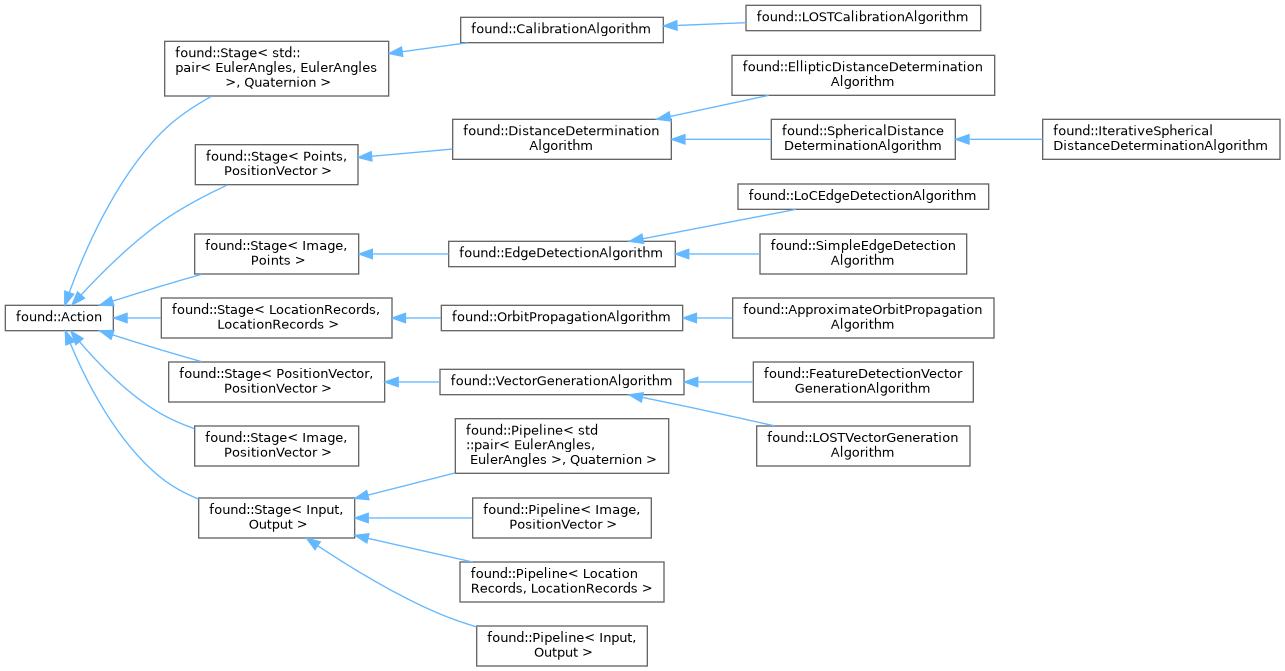 found::Action
found::Stage< std::
pair< EulerAngles, EulerAngles
>, Quaternion >
found::CalibrationAlgorithm
found::LOSTCalibrationAlgorithm
found::Stage< Points,
PositionVector >
found::DistanceDetermination
Algorithm
found::EllipticDistanceDetermination
Algorithm
found::SphericalDistance
DeterminationAlgorithm
found::IterativeSpherical
DistanceDeterminationAlgorithm
found::Stage< Image,
Points >
found::EdgeDetectionAlgorithm
found::LoCEdgeDetectionAlgorithm
found::SimpleEdgeDetection
Algorithm
found::Stage< LocationRecords,
LocationRecords >
found::OrbitPropagationAlgorithm
found::ApproximateOrbitPropagation
Algorithm
found::Stage< PositionVector,
PositionVector >
found::VectorGenerationAlgorithm
found::FeatureDetectionVector
GenerationAlgorithm
found::LOSTVectorGeneration
Algorithm
found::Stage< Image,
PositionVector >
found::Stage< Input,
Output >
found::Pipeline< std
::pair< EulerAngles,
EulerAngles >, Quaternion >
found::Pipeline< Image,
PositionVector >
found::Pipeline< Location
Records, LocationRecords >
found::Pipeline< Input,
Output >